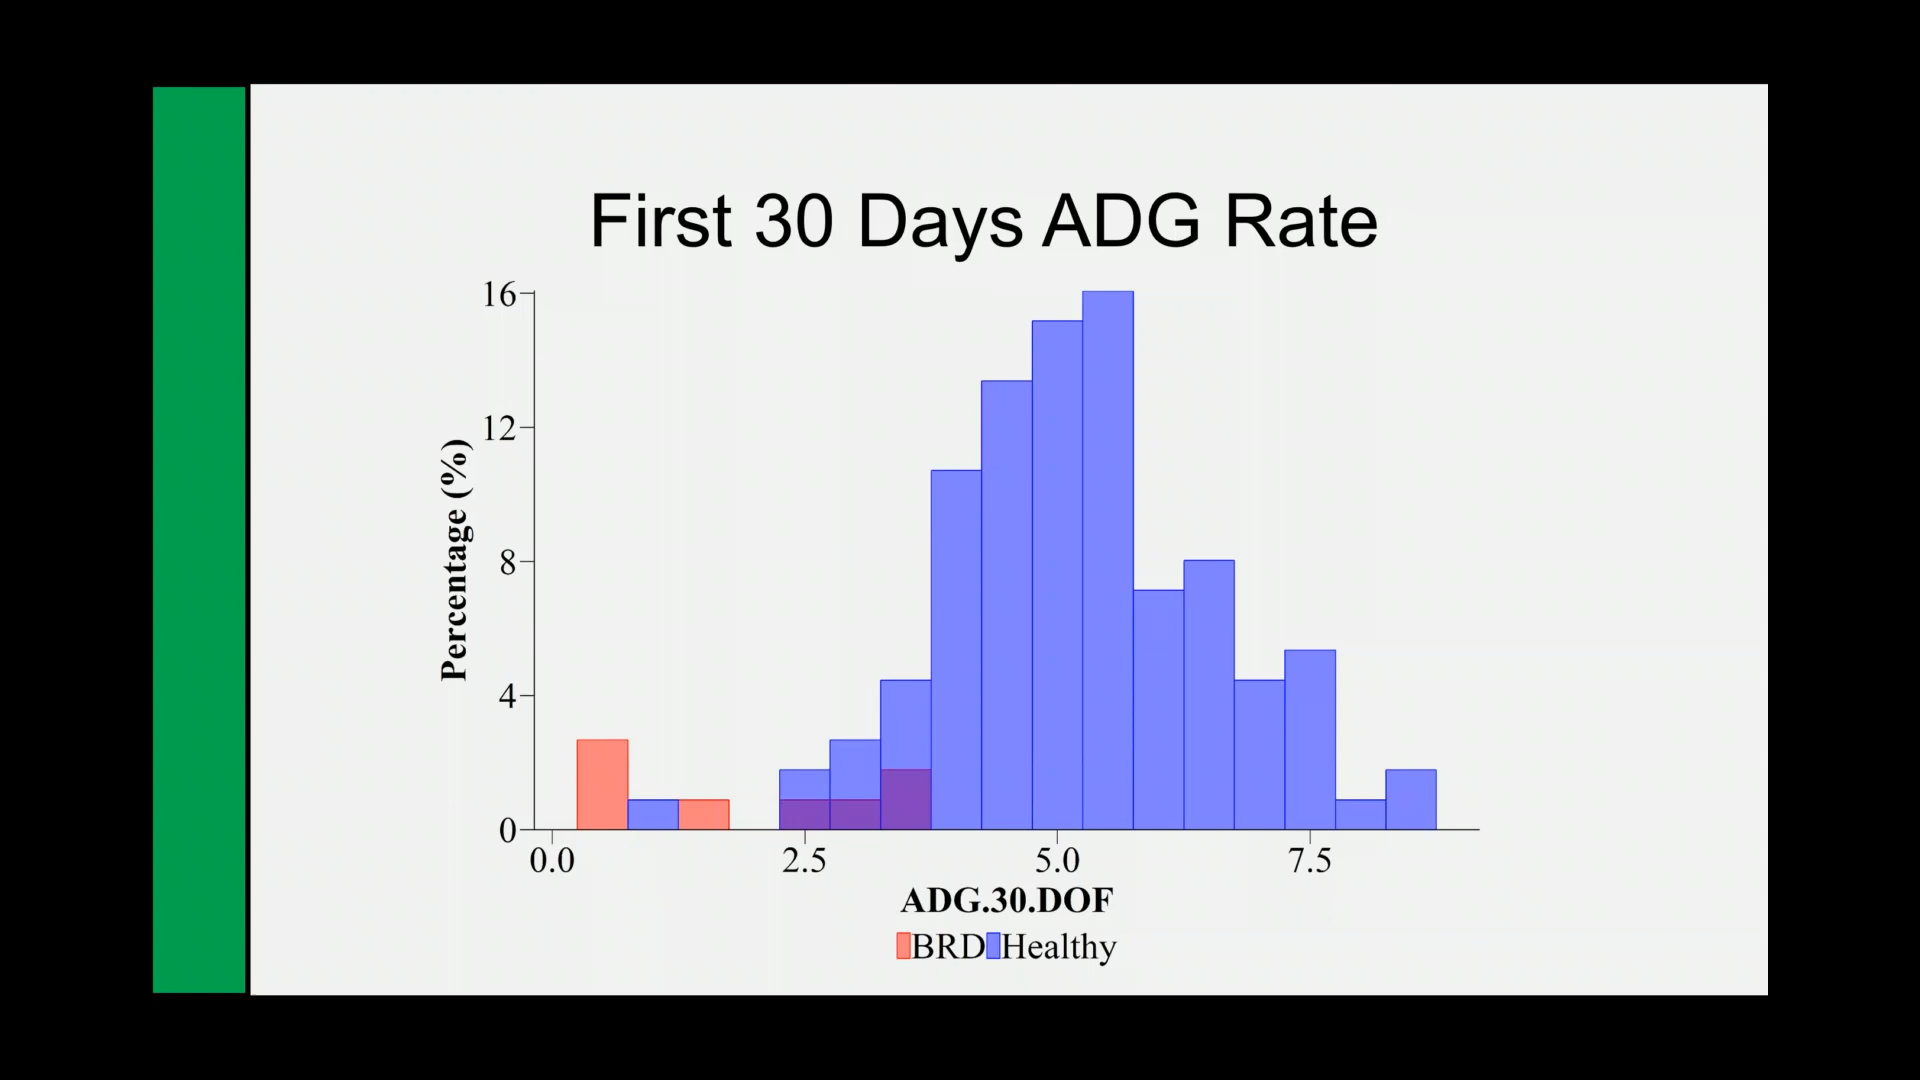 First 30 Days ADG Rate
16
12
8
4
0
Percentage (%)
0.0 2.5 5.0 7.5
ADG.30.DOF
BRD Healthy